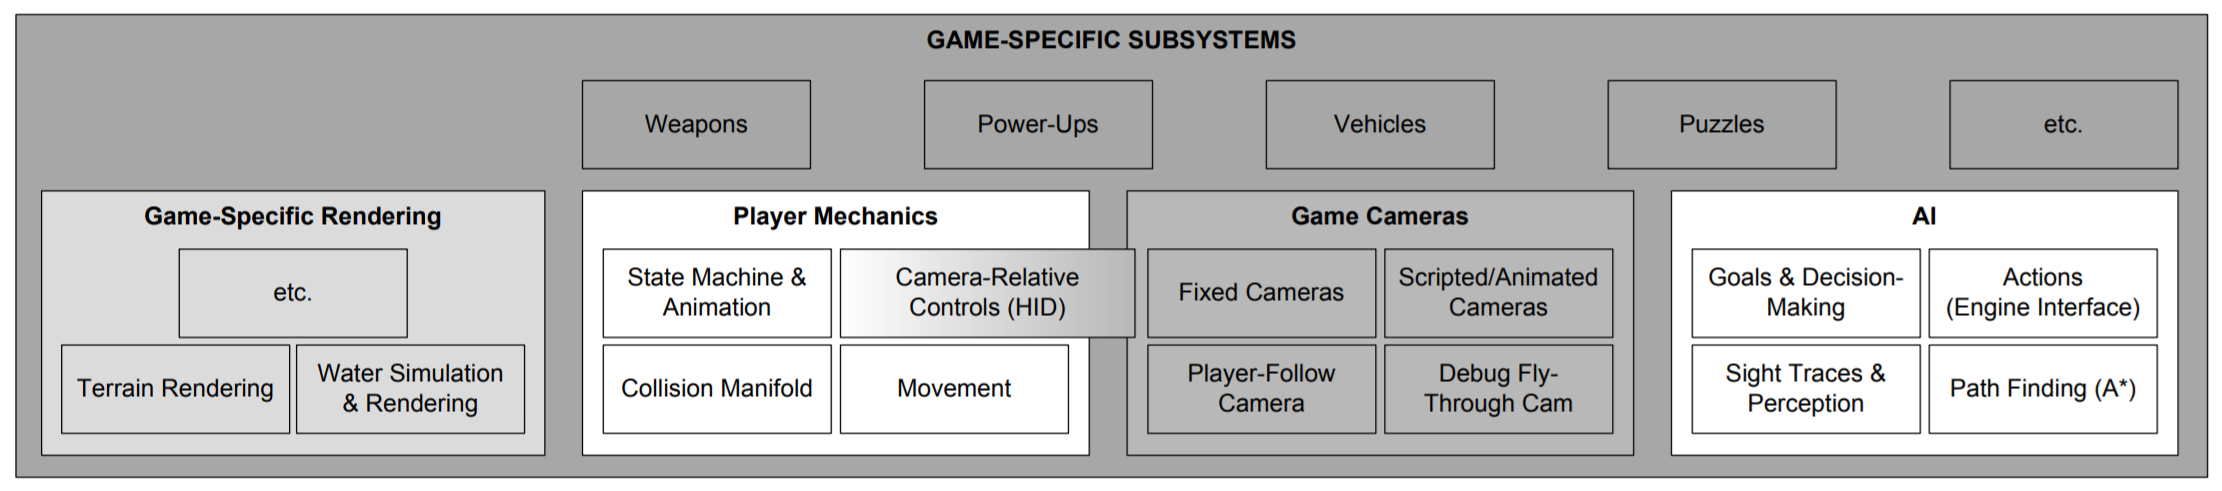 GAME-SPECIFIC SUBSYSTEMS
Weapons
Power-Ups
Vehicles
Puzzles
etc.
Game-Specific Rendering
etc.
Terrain Rendering
Water Simulation
& Rendering
Player Mechanics
State Machine &
Animation
Camera-Relative
Controls (HID)
Collision Manifold
Movement
Game Cameras
Fixed Cameras
Scripted/Animated
Cameras
Player-Follow
Camera
Debug Fly-
Through Cam
AI
Goals & Decision-
Making
Actions
(Engine Interface)
Sight Traces &
Perception
Path Finding (A*)